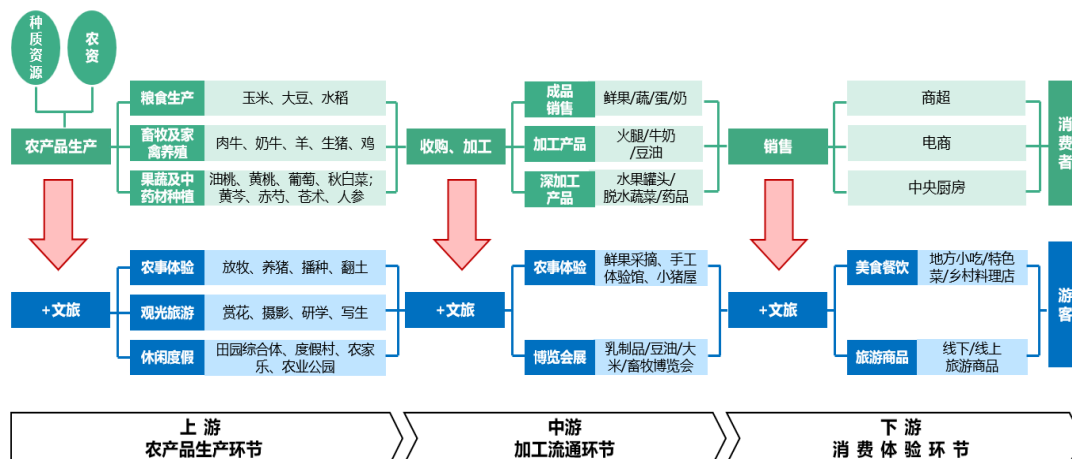 种
质
资
源
农
资
农产品生产
粮食生产
玉米、大豆、水稻
畜牧及家
禽养殖
肉牛、奶牛、羊、生猪、鸡
果蔬及中
药材种植
油桃、黄桃、葡萄、秋白菜；
黄芩、赤芍、苍术、人参
收购、加工
成品
销售
鲜果/蔬/蛋/奶
加工产品
火腿/牛奶
/豆油
深加工
产品
水果罐头/
脱水蔬菜/药品
销售
商超
电商
中央厨房
消
费
者
+文旅
农事体验
放牧、养猪、播种、翻土
观光旅游
赏花、摄影、研学、写生
休闲度假
田园综合体、度假村、农家
乐、农业公园
+文旅
农事体验
鲜果采摘、手工
体验馆、小猪屋
博览会展
乳制品/豆油/大
米/畜牧博览会
+文旅
美食餐饮
地方小吃/特色
菜/乡村料理店
旅游商品
线下/线上
旅游商品
游
客
上 游
农产品生产环节
中游
加工流通环节
下 游
消 费 体 验 环 节